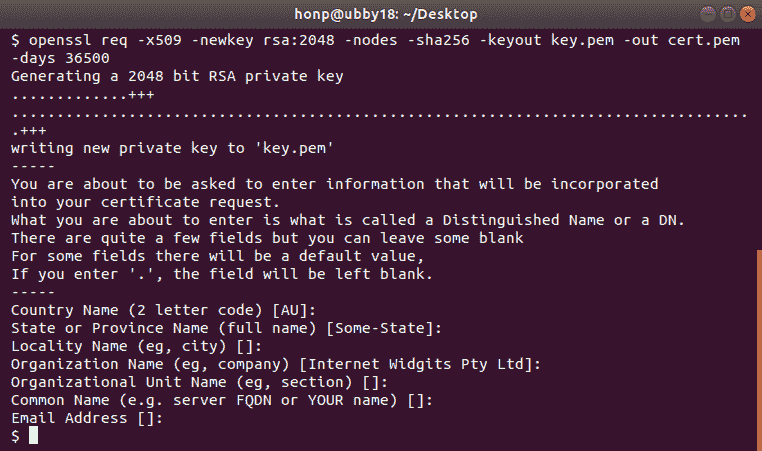 honp@ubby18: ~/Desktop
$ openssl req -x509 -newkey rsa:2048 -nodes -sha256 -keyout key.pem -out cert.pem
-days 36500
Generating a 2048 bit RSA private key
.............+++
..................................................................................
.+++
writing new private key to 'key.pem'
-----
You are about to be asked to enter information that will be incorporated
into your certificate request.
What you are about to enter is what is called a Distinguished Name or a DN.
There are quite a few fields but you can leave some blank
For some fields there will be a default value,
If you enter '.', the field will be left blank.
-----
Country Name (2 letter code) [AU]:
State or Province Name (full name) [Some-State]:
Locality Name (eg, city) []:
Organization Name (eg, company) [Internet Widgits Pty Ltd]:
Organizational Unit Name (eg, section) []:
Common Name (e.g. server FQDN or YOUR name) []:
Email Address []:
$